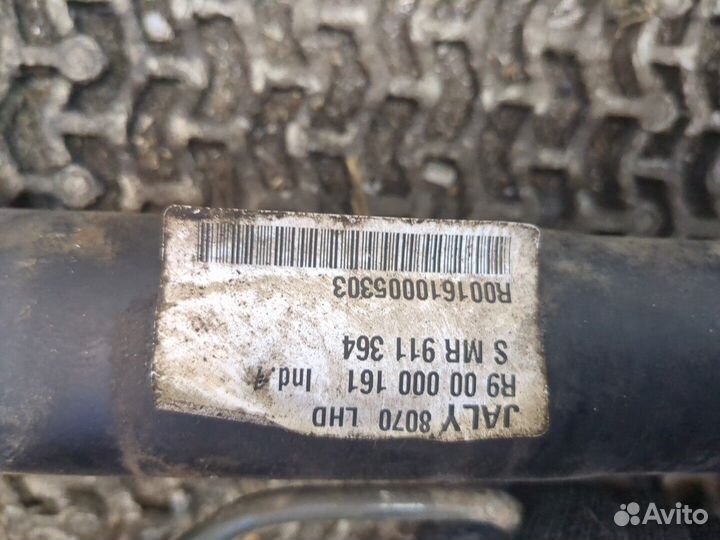 JALY 8070 LHD
R9 00 000 161 Ind.A
S MR 911 364
R001610005303
Avito